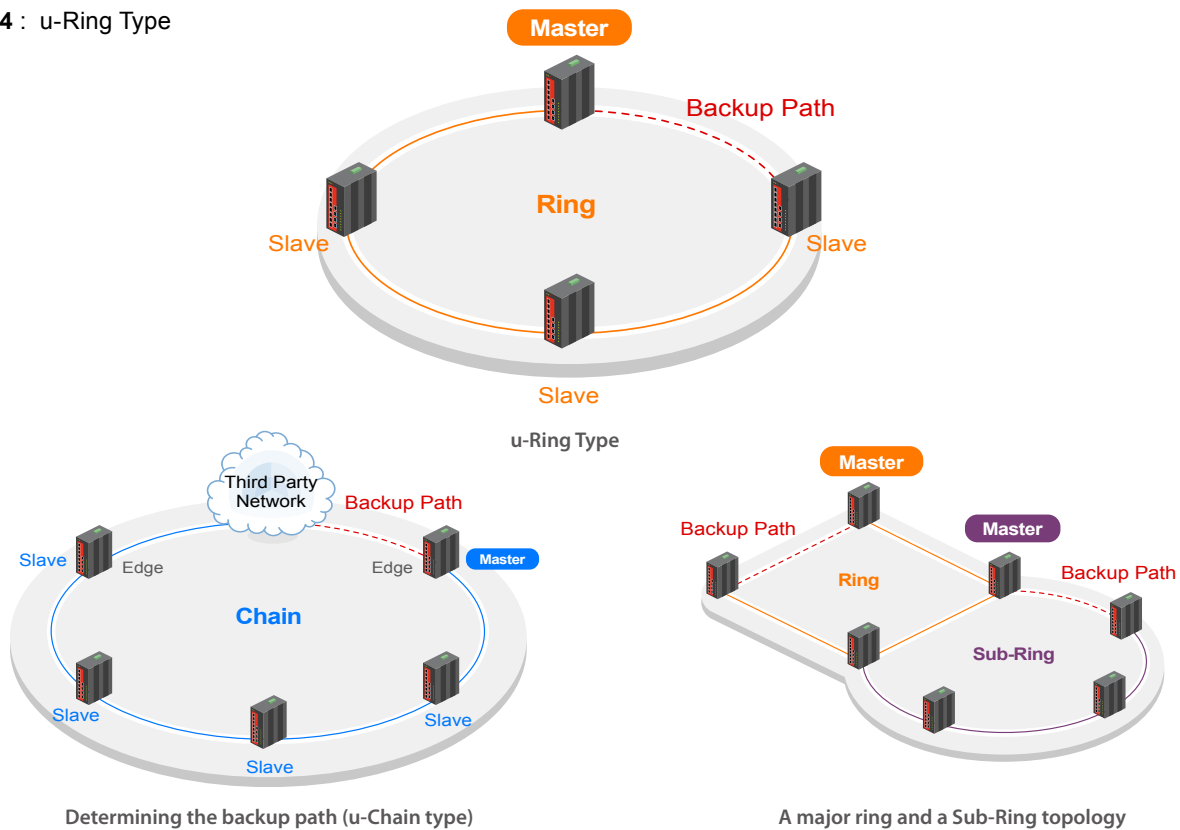 4 : u-Ring Type
Master
Backup Path
Ring
Slave
Slave
Slave
u-Ring Type
Third Party
Network
Backup Path
Slave
Edge
Edge
Master
Chain
Slave
Slave
Slave
Determining the backup path (u-Chain type)
Master
Backup Path
Master
Backup Path
Ring
Sub-Ring
A major ring and a Sub-Ring topology